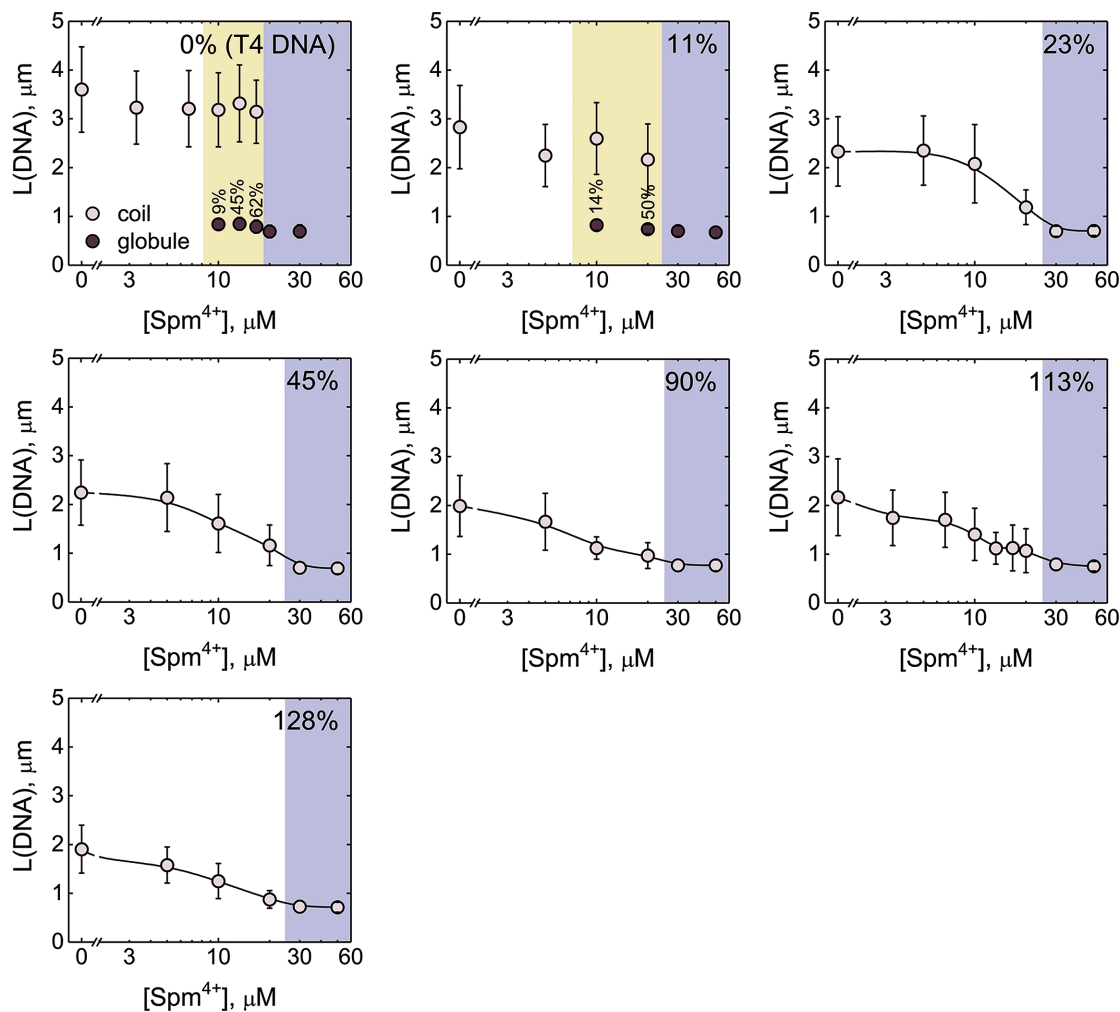 5
4
3
2
1
0
L(DNA), μm
0% (T4 DNA)
9%
45%
62%
coil
globule
0 3 10 30 60
[Spm⁴⁺], μM
5
4
3
2
1
0
L(DNA), μm
11%
14%
50%
0 3 10 30 60
[Spm⁴⁺], μM
5
4
3
2
1
0
L(DNA), μm
23%
0 3 10 30 60
[Spm⁴⁺], μM
5
4
3
2
1
0
L(DNA), μm
45%
0 3 10 30 60
[Spm⁴⁺], μM
5
4
3
2
1
0
L(DNA), μm
90%
0 3 10 30 60
[Spm⁴⁺], μM
5
4
3
2
1
0
L(DNA), μm
113%
0 3 10 30 60
[Spm⁴⁺], μM
5
4
3
2
1
0
L(DNA), μm
128%
0 3 10 30 60
[Spm⁴⁺], μM